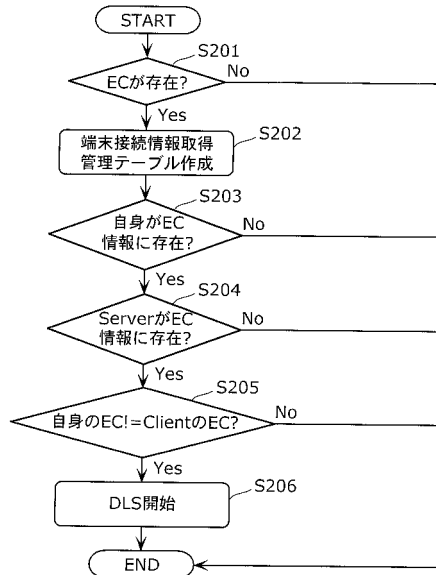 START
S201
ECが存在?
No
Yes
S202
端末接続情報取得
管理テーブル作成
S203
自身がEC
情報に存在?
No
Yes
S204
ServerがEC
情報に存在?
No
Yes
S205
自身のEC!=ClientのEC?
No
Yes
S206
DLS開始
END